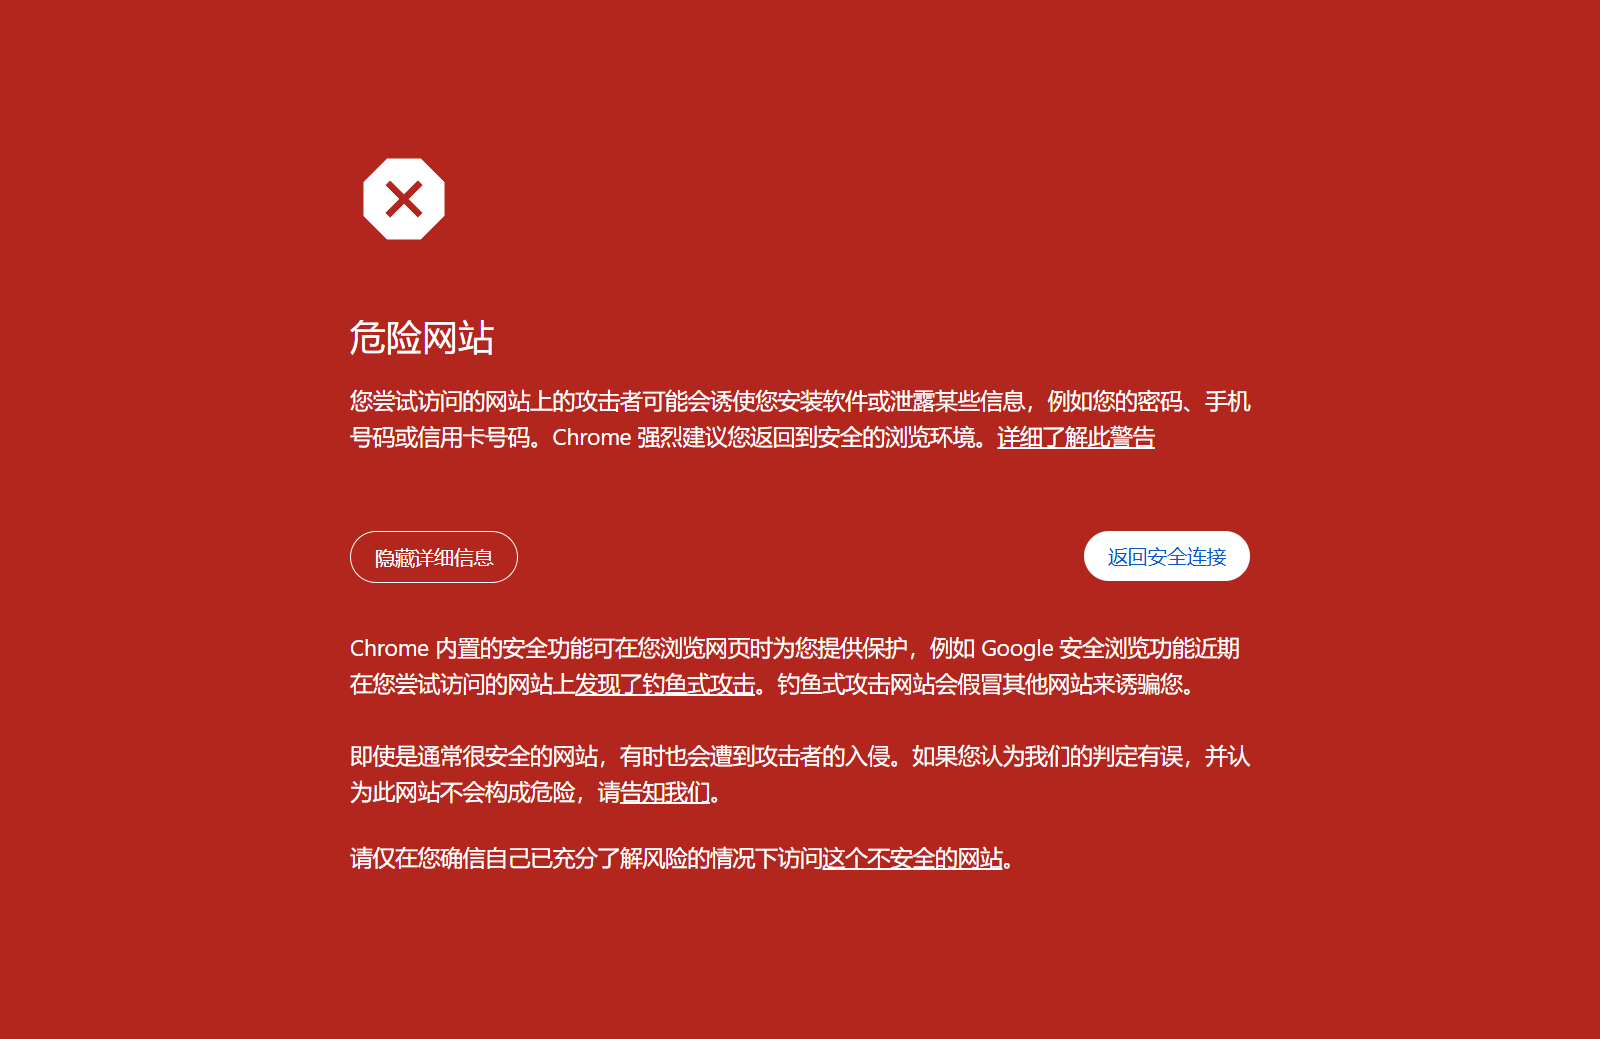 危险网站
您尝试访问的网站上的攻击者可能会诱使您安装软件或泄露某些信息，例如您的密码、手机
号码或信用卡号码。Chrome 强烈建议您返回到安全的浏览环境。详细了解此警告
隐藏详细信息
返回安全连接
Chrome 内置的安全功能可在您浏览网页时为您提供保护，例如 Google 安全浏览功能近期
在您尝试访问的网站上发现了钓鱼式攻击。钓鱼式攻击网站会假冒其他网站来诱骗您。
即使是通常很安全的网站，有时也会遭到攻击者的入侵。如果您认为我们的判定有误，并认
为此网站不会构成危险，请告知我们。
请仅在您确信自己已充分了解风险的情况下访问这个不安全的网站。